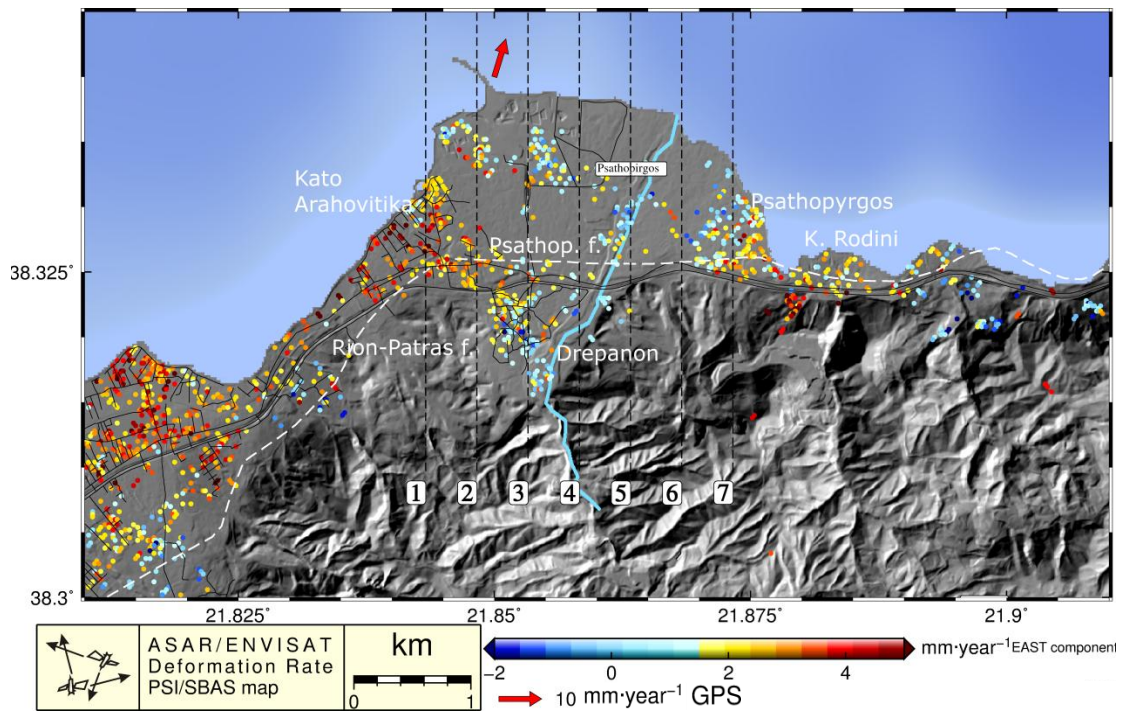 Psathobirgos
Kato
Arahovitika
Psathopyrgos
Psathop. f.
K. Rodini
38.325
Rion-Patras f.
Drepanon
1 2 3 4 5 6 7
38.3
21.825 21.85 21.875 21.9
ASAR/ENVISAT
Deformation Rate
PSI/SBAS map
km
0 1
mm·year⁻¹ EAST component
−2 0 2 4
10 mm·year⁻¹ GPS